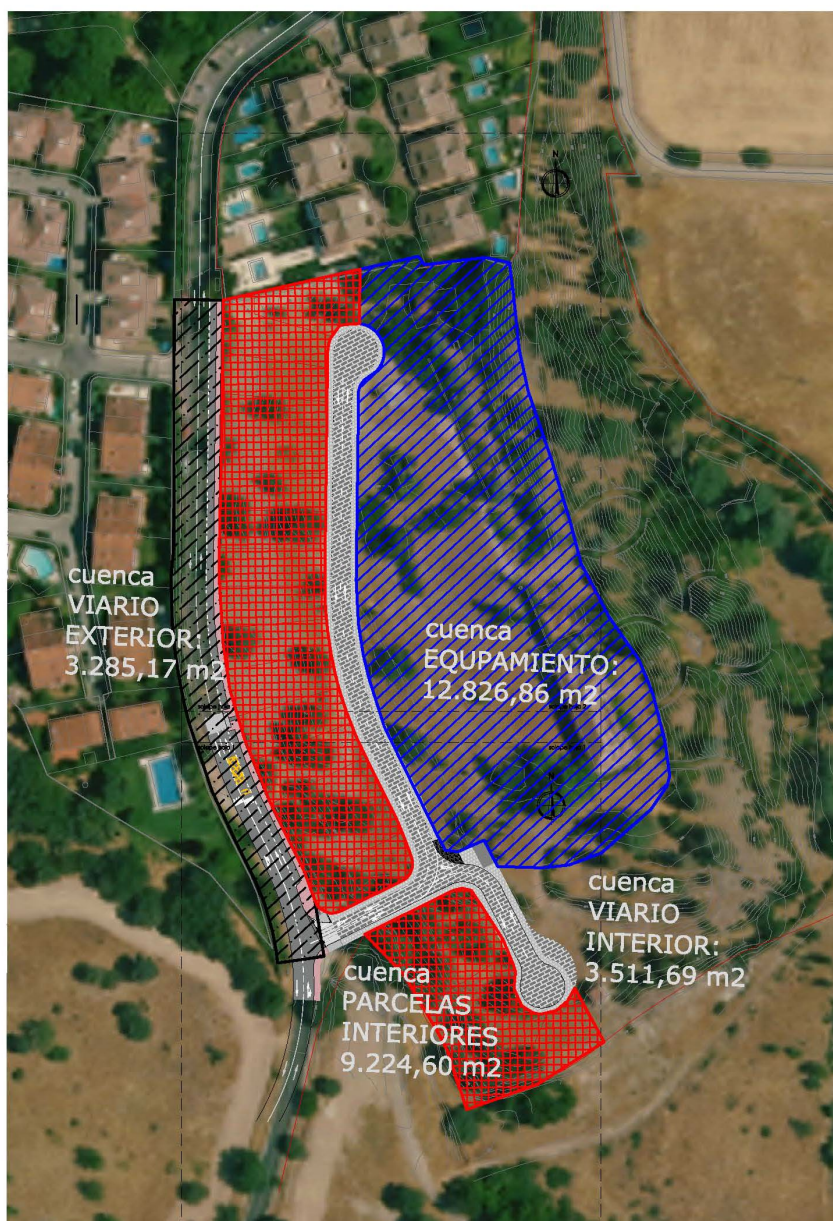 N
cuenca
VIARIO
EXTERIOR:
3.285,17 m2
cuenca
EQUPAMIENTO:
12.826,86 m2
N
cuenca
VIARIO
INTERIOR:
3.511,69 m2
cuenca
PARCELAS
INTERIORES
9.224,60 m2